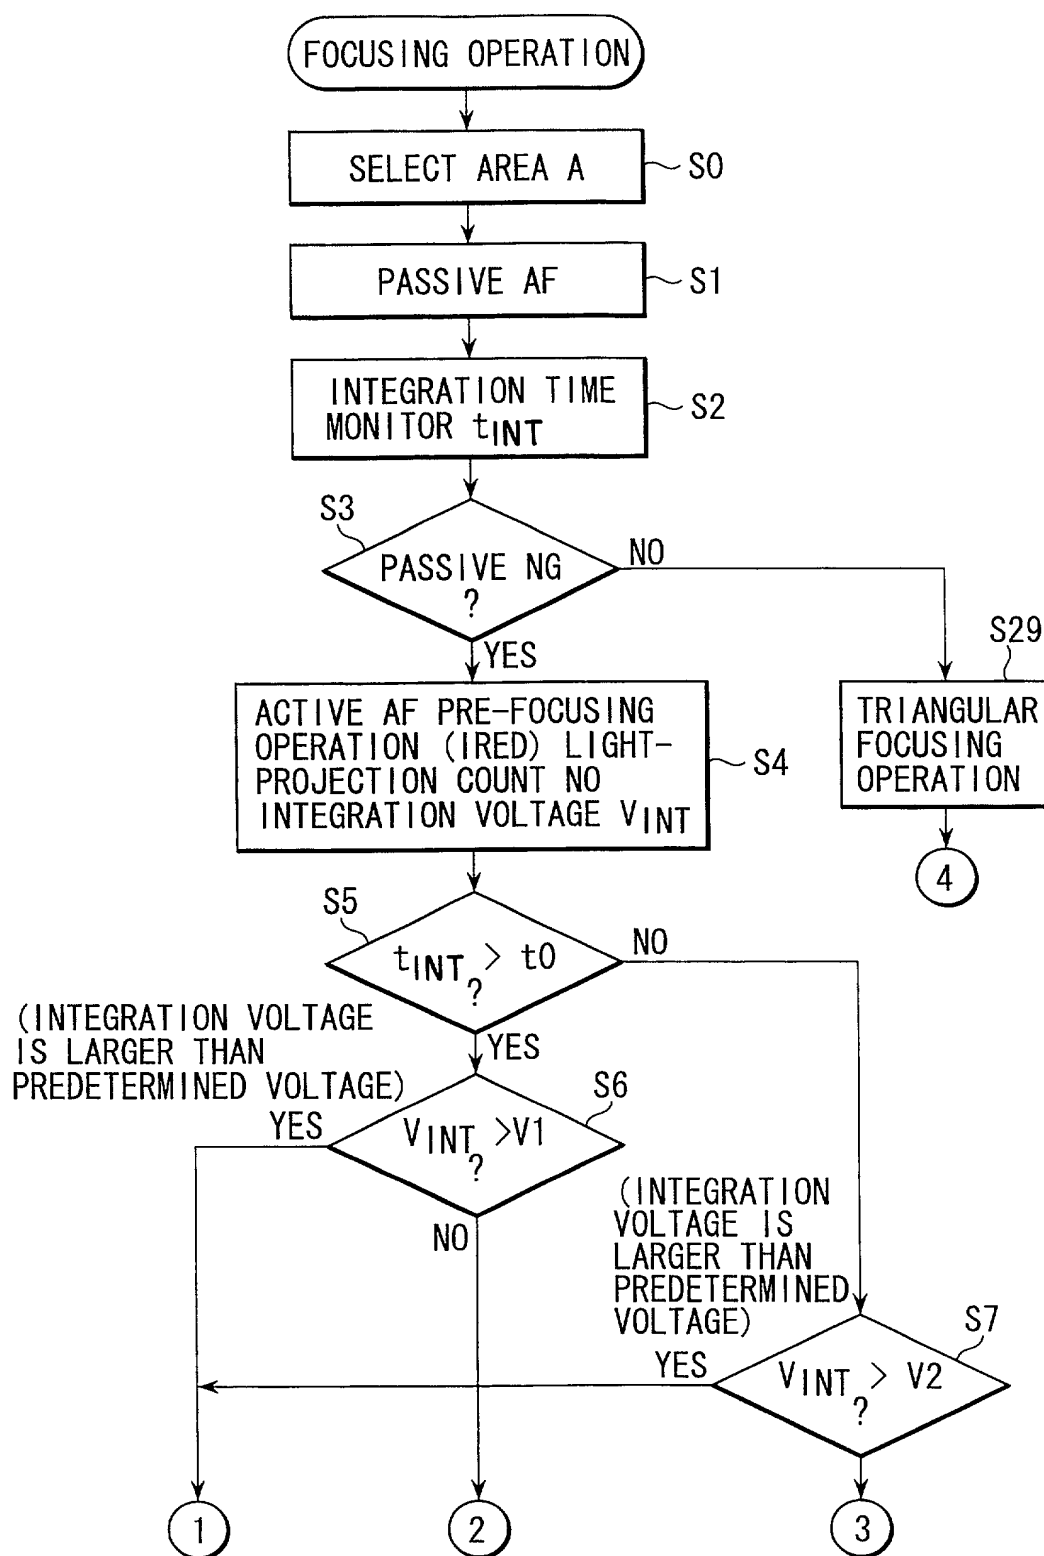 FOCUSING OPERATION
SELECT AREA A
S0
PASSIVE AF
S1
INTEGRATION TIME
MONITOR tINT
S2
S3
PASSIVE NG
?
NO
YES
S29
TRIANGULAR
FOCUSING
OPERATION
4
ACTIVE AF PRE-FOCUSING
OPERATION (IRED) LIGHT-
PROJECTION COUNT NO
INTEGRATION VOLTAGE VINT
S4
S5
tINT > t0
?
NO
YES
(INTEGRATION VOLTAGE
IS LARGER THAN
PREDETERMINED VOLTAGE)
S6
VINT >V1
?
YES
NO
(INTEGRATION
VOLTAGE IS
LARGER THAN
PREDETERMINED
VOLTAGE)
S7
VINT > V2
?
YES
1
2
3